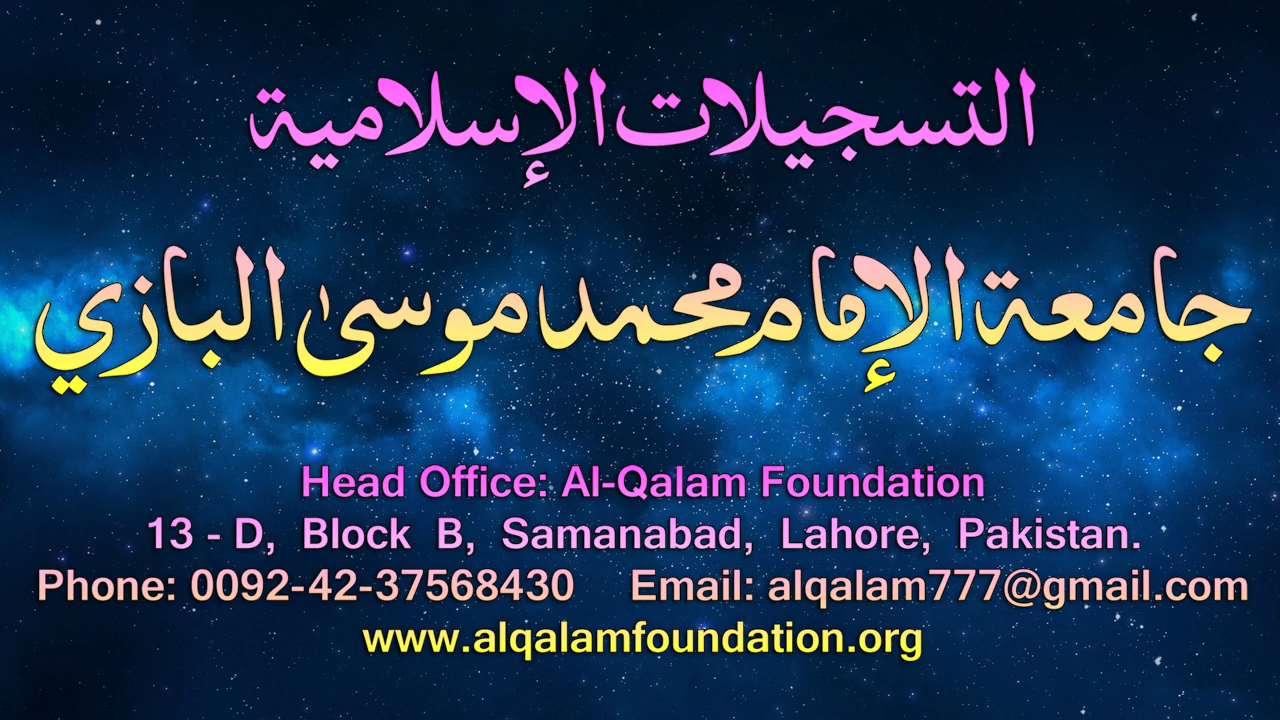 التسجيلات الإسلامية
جامعة الإمام محمد موسىٰ البازي
Head Office: Al-Qalam Foundation
13 - D, Block B, Samanabad, Lahore, Pakistan.
Phone: 0092-42-37568430 Email: alqalam777@gmail.com
www.alqalamfoundation.org